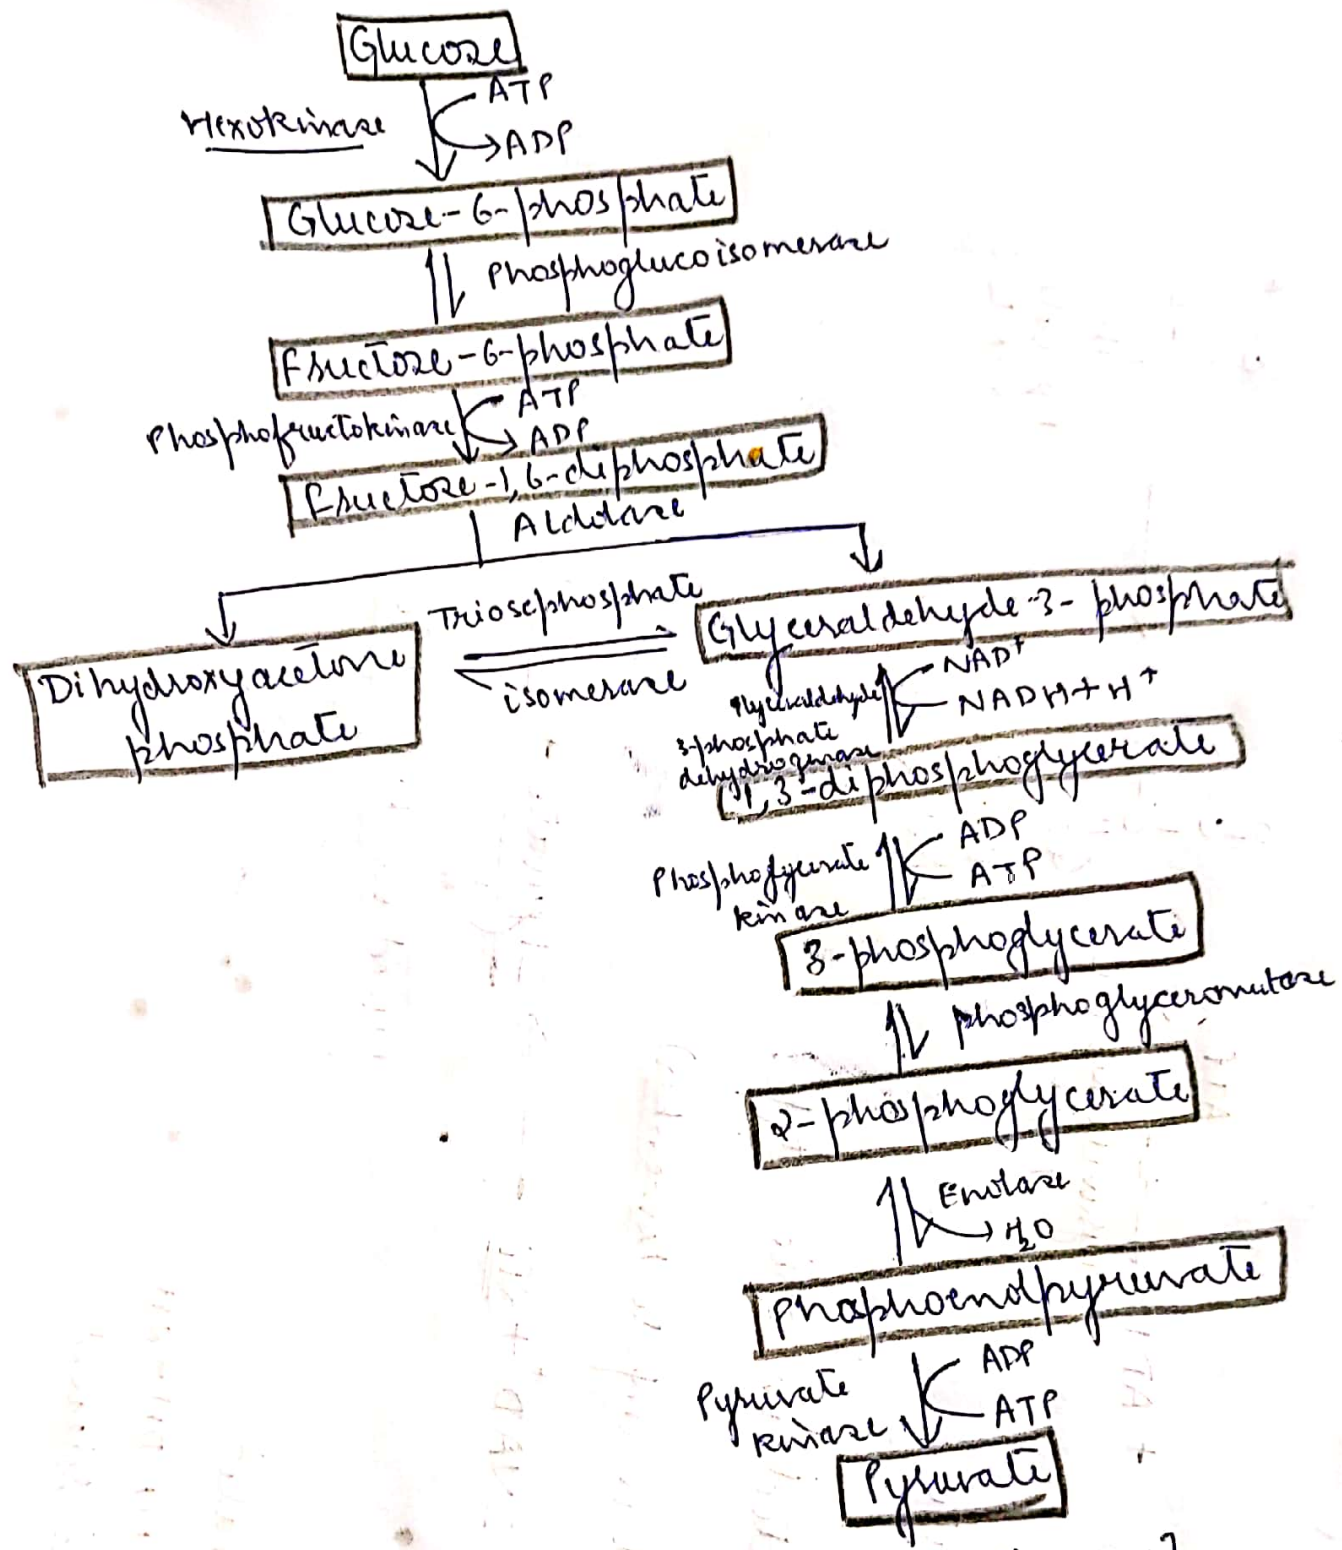 Glucose
ATP
Hexokinase
ADP
Glucose-6-phosphate
Phosphoglucoisomerase
Fructose-6-phosphate
ATP
Phosphofructokinase
ADP
Fructose-1,6-diphosphate
Aldolase
Triosephosphate
isomerase
Glyceraldehyde-3-phosphate
Dihydroxyacetone
phosphate
NAD+
Glyceraldehyde
NADH+H+
3-phosphate
dehydrogenase
1,3-diphosphoglycerate
ADP
Phosphogycerate
ATP
kinase
3-phosphoglycerate
phosphoglyceromutase
2-phosphoglycerate
Enolase
H2O
Phosphoenolpyruvate
ADP
Pyruvate
ATP
kinase
Pyruvate